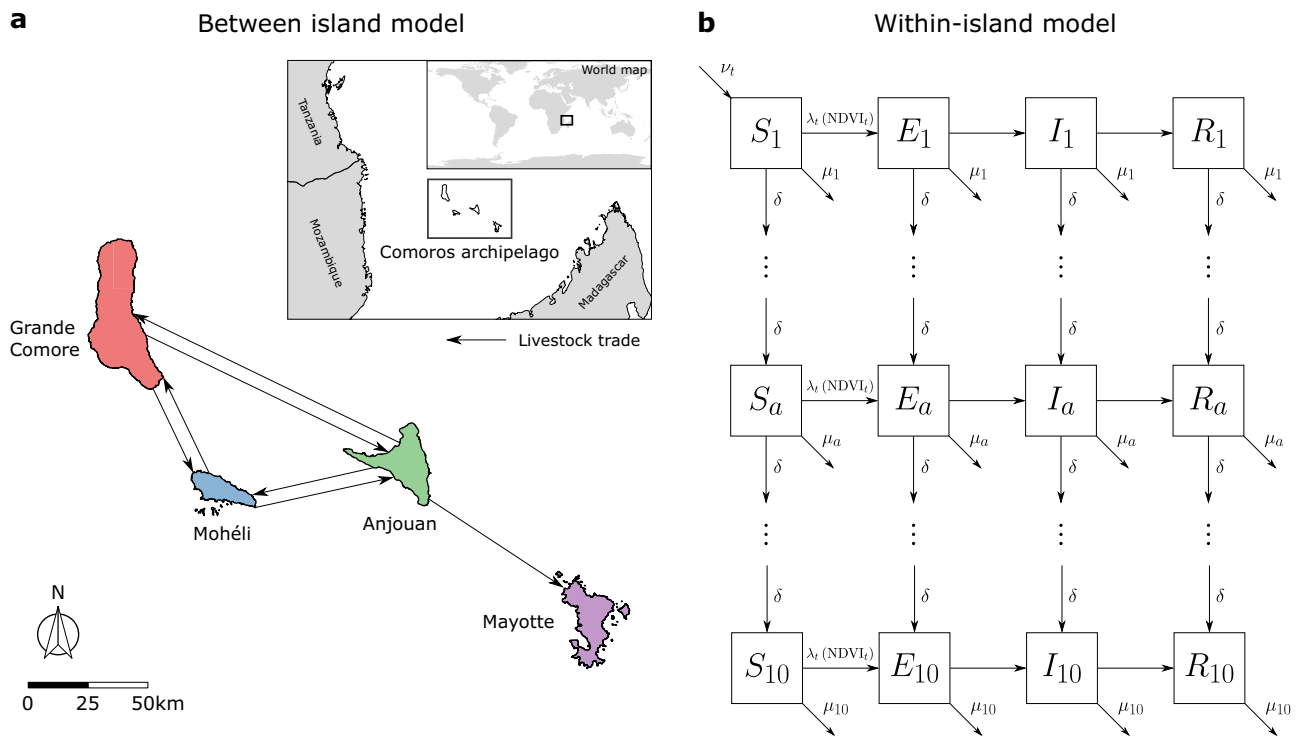 a
Between island model
World map
Tanzania
Mozambique
Comoros archipelago
Madagascar
Livestock trade
Grande
Comore
Mohéli
Anjouan
Mayotte
N
0 25 50km
b
Within-island model
ν_t
S_1 λ_t (NDVI_t) E_1 I_1 R_1
μ_1 μ_1 μ_1 μ_1
δ δ δ δ
⋮ ⋮ ⋮ ⋮
δ δ δ δ
S_a λ_t (NDVI_t) E_a I_a R_a
μ_a μ_a μ_a μ_a
δ δ δ δ
⋮ ⋮ ⋮ ⋮
δ δ δ δ
S_10 λ_t (NDVI_t) E_10 I_10 R_10
μ_10 μ_10 μ_10 μ_10